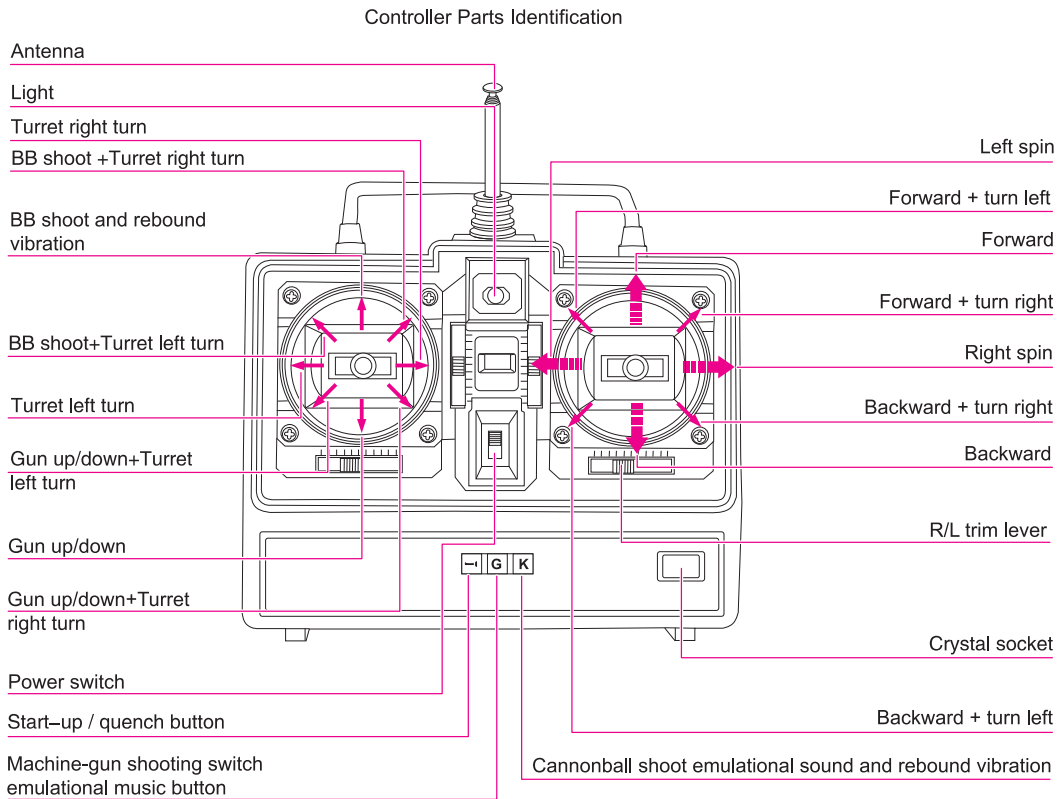 Controller Parts Identification
Antenna
Light
Turret right turn
BB shoot +Turret right turn
BB shoot and rebound
vibration
BB shoot+Turret left turn
Turret left turn
Gun up/down+Turret
left turn
Gun up/down
Gun up/down+Turret
right turn
Power switch
Start–up / quench button
Machine-gun shooting switch
emulational music button
Left spin
Forward + turn left
Forward
Forward + turn right
Right spin
Backward + turn right
Backward
R/L trim lever
Crystal socket
Backward + turn left
Cannonball shoot emulational sound and rebound vibration
G K